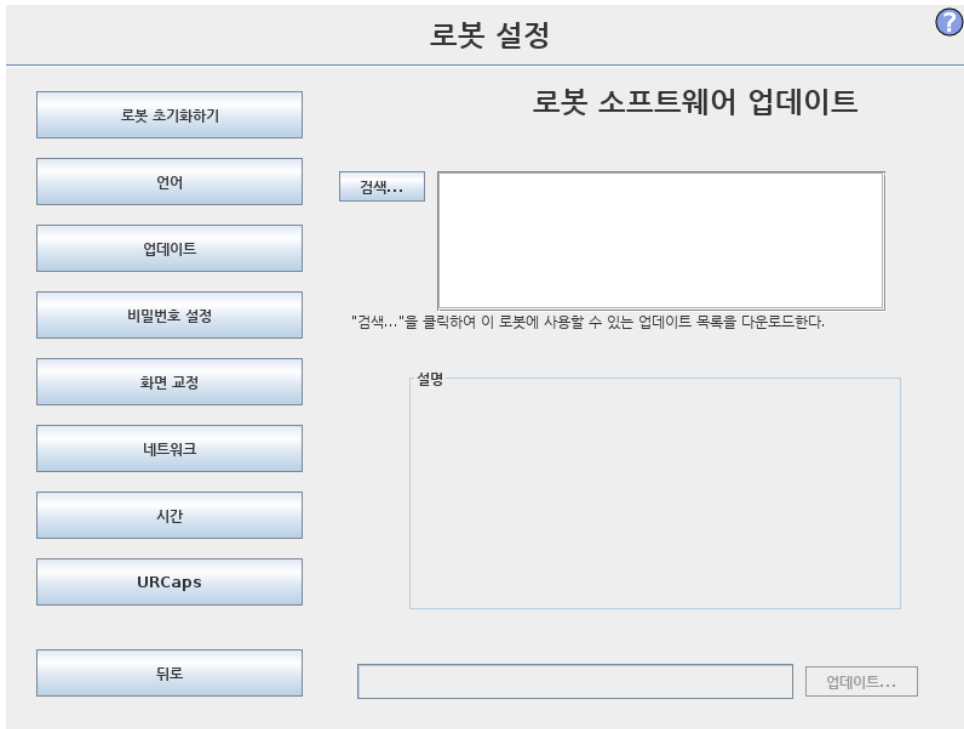 로봇 설정
?
로봇 초기화하기
언어
업데이트
비밀번호 설정
화면 교정
네트워크
시간
URCaps
뒤로
로봇 소프트웨어 업데이트
검색...
"검색..."을 클릭하여 이 로봇에 사용할 수 있는 업데이트 목록을 다운로드한다.
설명
업데이트...